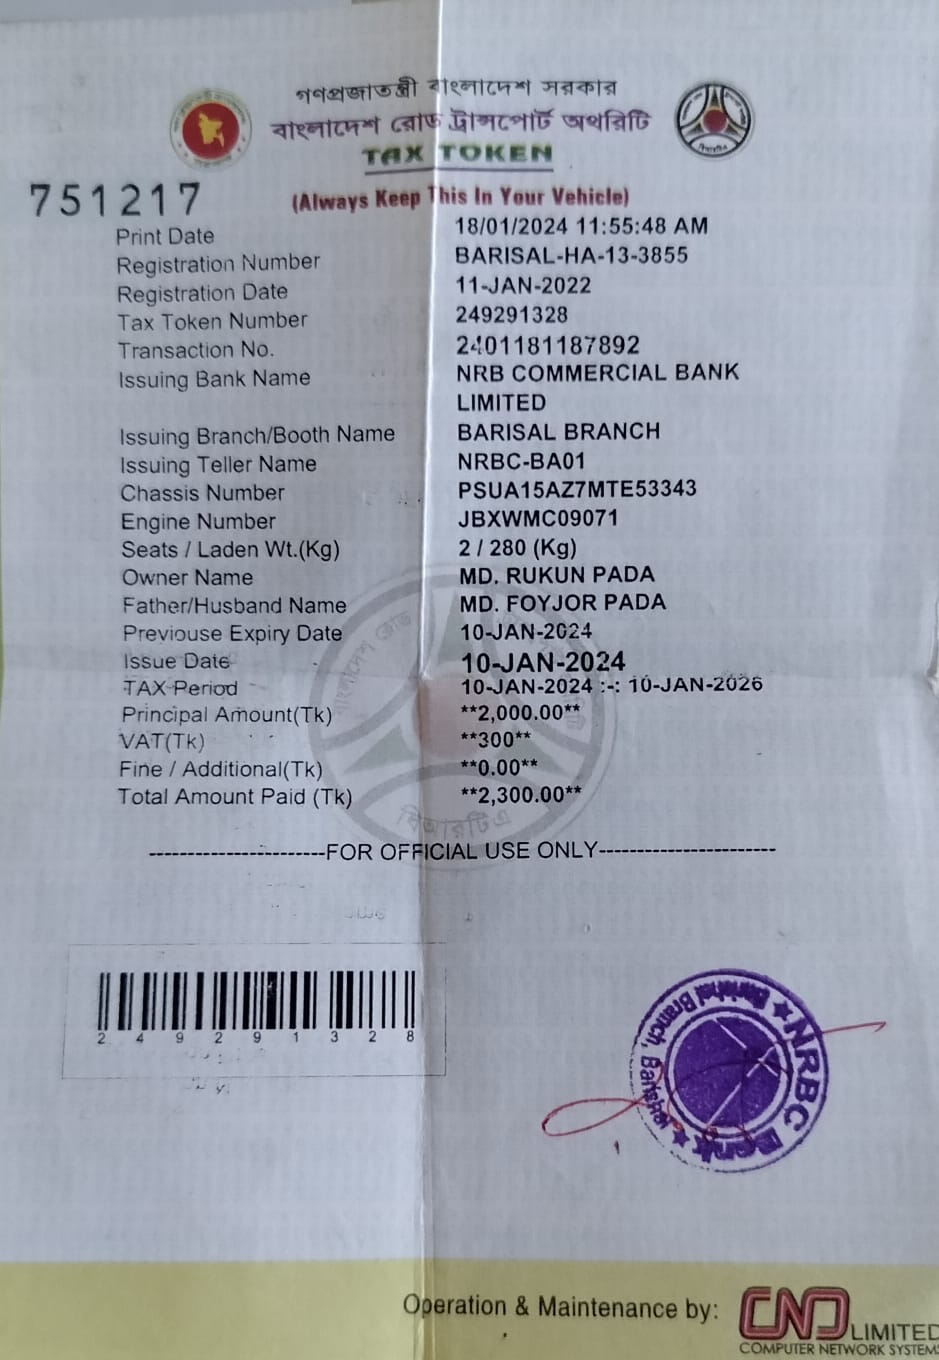 গণপ্রজাতন্ত্রী বাংলাদেশ সরকার
বাংলাদেশ রোড ট্রান্সপোর্ট অথরিটি
TAX TOKEN
751217
(Always Keep This In Your Vehicle)
Print Date 18/01/2024 11:55:48 AM
Registration Number BARISAL-HA-13-3855
Registration Date 11-JAN-2022
Tax Token Number 249291328
Transaction No. 2401181187892
Issuing Bank Name NRB COMMERCIAL BANK
LIMITED
Issuing Branch/Booth Name BARISAL BRANCH
Issuing Teller Name NRBC-BA01
Chassis Number PSUA15AZ7MTE53343
Engine Number JBXWMC09071
Seats / Laden Wt.(Kg) 2 / 280 (Kg)
Owner Name MD. RUKUN PADA
Father/Husband Name MD. FOYJOR PADA
Previouse Expiry Date 10-JAN-2024
Issue Date 10-JAN-2024
TAX Period 10-JAN-2024 :-: 10-JAN-2026
Principal Amount(Tk) **2,000.00**
VAT(Tk) **300**
Fine / Additional(Tk) **0.00**
Total Amount Paid (Tk) **2,300.00**
বিআরটিএ
-----------------------FOR OFFICIAL USE ONLY-----------------------
2 4 9 2 9 1 3 2 8
NRBC Bank
Barishal Branch, Barishal
Operation & Maintenance by:
CNS LIMITED
COMPUTER NETWORK SYSTEMS